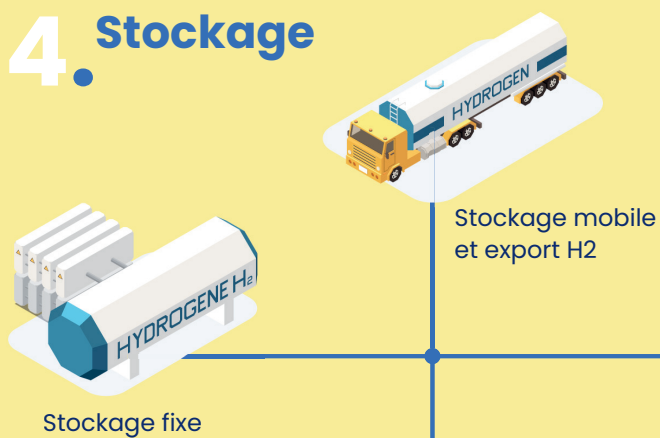 4. Stockage
HYDROGEN
Stockage mobile
et export H2
HYDROGENE H₂
Stockage fixe